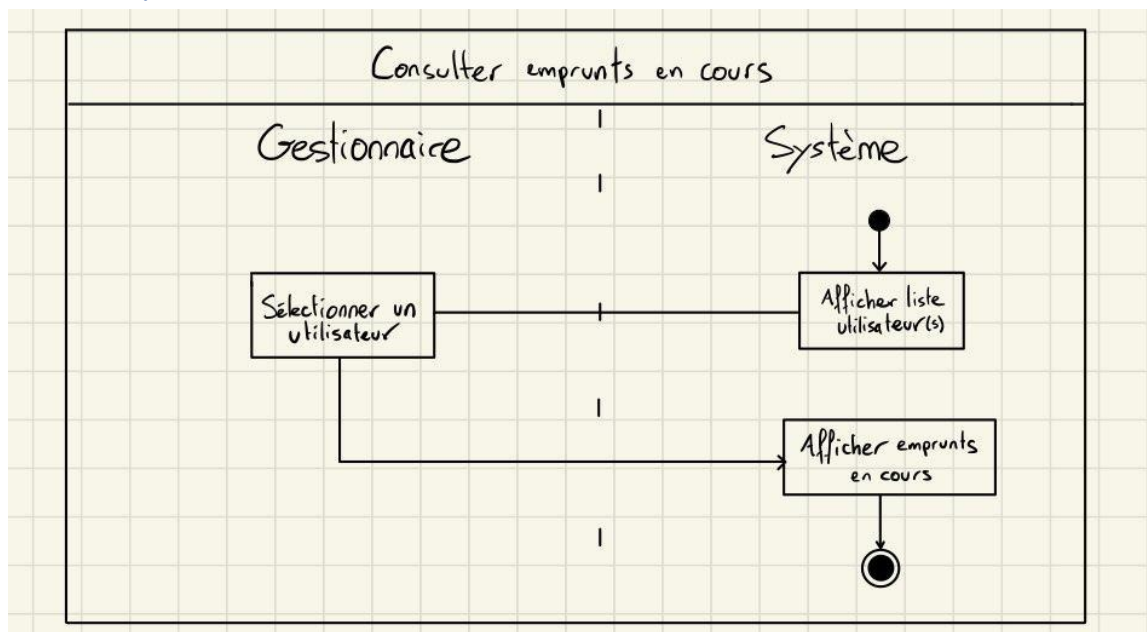 Consulter emprunts en cours
Gestionnaire
Système
Sélectionner un
utilisateur
Afficher liste
utilisateur(s)
Afficher emprunts
en cours